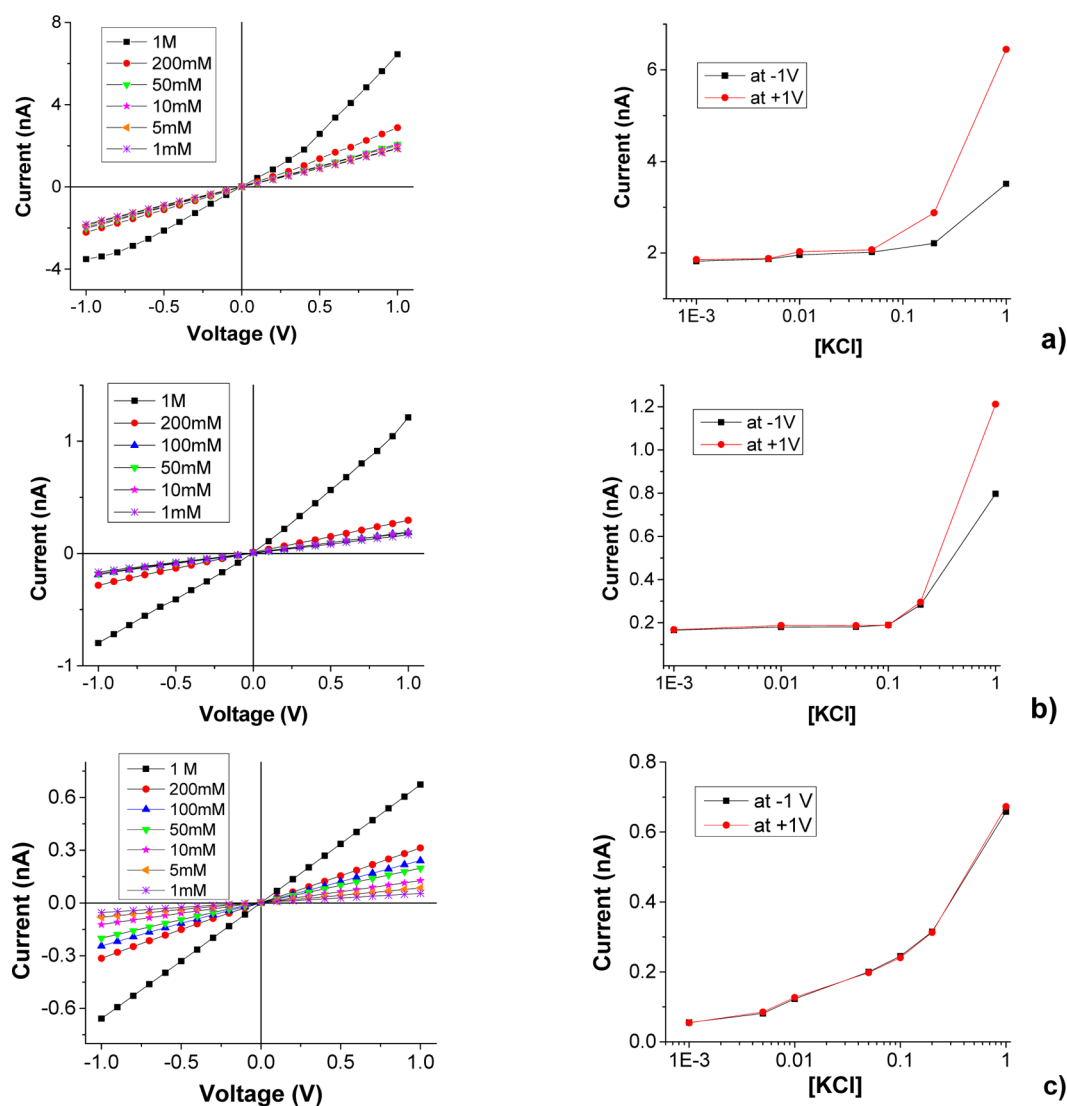 8
4
0
-4
Current (nA)
1M
200mM
50mM
10mM
5mM
1mM
-1.0 -0.5 0.0 0.5 1.0
Voltage (V)
6
4
2
Current (nA)
at -1V
at +1V
1E-3 0.01 0.1 1
[KCl]
a)
1
0
-1
Current (nA)
1M
200mM
100mM
50mM
10mM
1mM
-1.0 -0.5 0.0 0.5 1.0
Voltage (V)
1.2
1.0
0.8
0.6
0.4
0.2
Current (nA)
at -1V
at +1V
1E-3 0.01 0.1 1
[KCl]
b)
0.6
0.3
0.0
-0.3
-0.6
Current (nA)
1 M
200mM
100mM
50mM
10mM
5mM
1mM
-1.0 -0.5 0.0 0.5 1.0
Voltage (V)
0.8
0.6
0.4
0.2
0.0
Current (nA)
at -1 V
at +1V
1E-3 0.01 0.1 1
[KCl]
c)